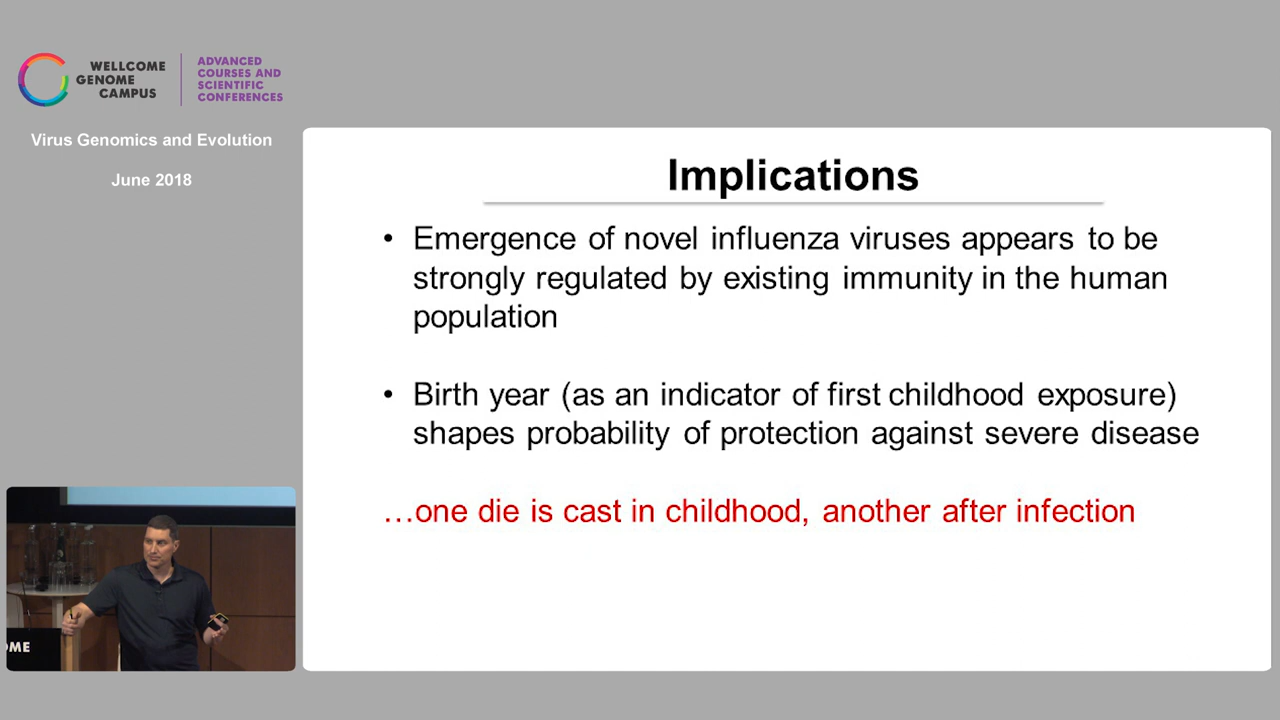 WELLCOME
GENOME
CAMPUS
ADVANCED
COURSES AND
SCIENTIFIC
CONFERENCES
Virus Genomics and Evolution
June 2018
Implications
• Emergence of novel influenza viruses appears to be
strongly regulated by existing immunity in the human
population
• Birth year (as an indicator of first childhood exposure)
shapes probability of protection against severe disease
…one die is cast in childhood, another after infection
OME